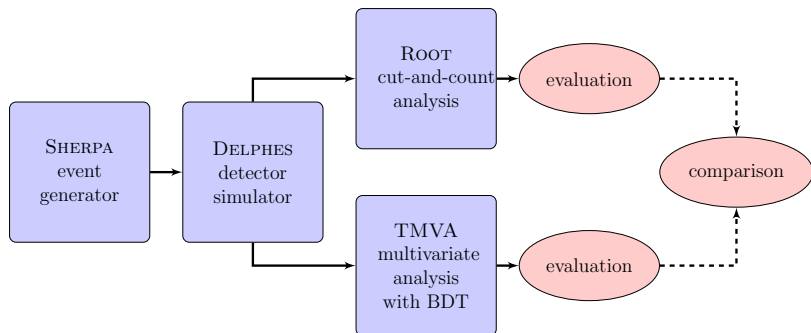 SHERPA
event
generator
DELPHES
detector
simulator
ROOT
cut-and-count
analysis
evaluation
TMVA
multivariate
analysis
with BDT
evaluation
comparison